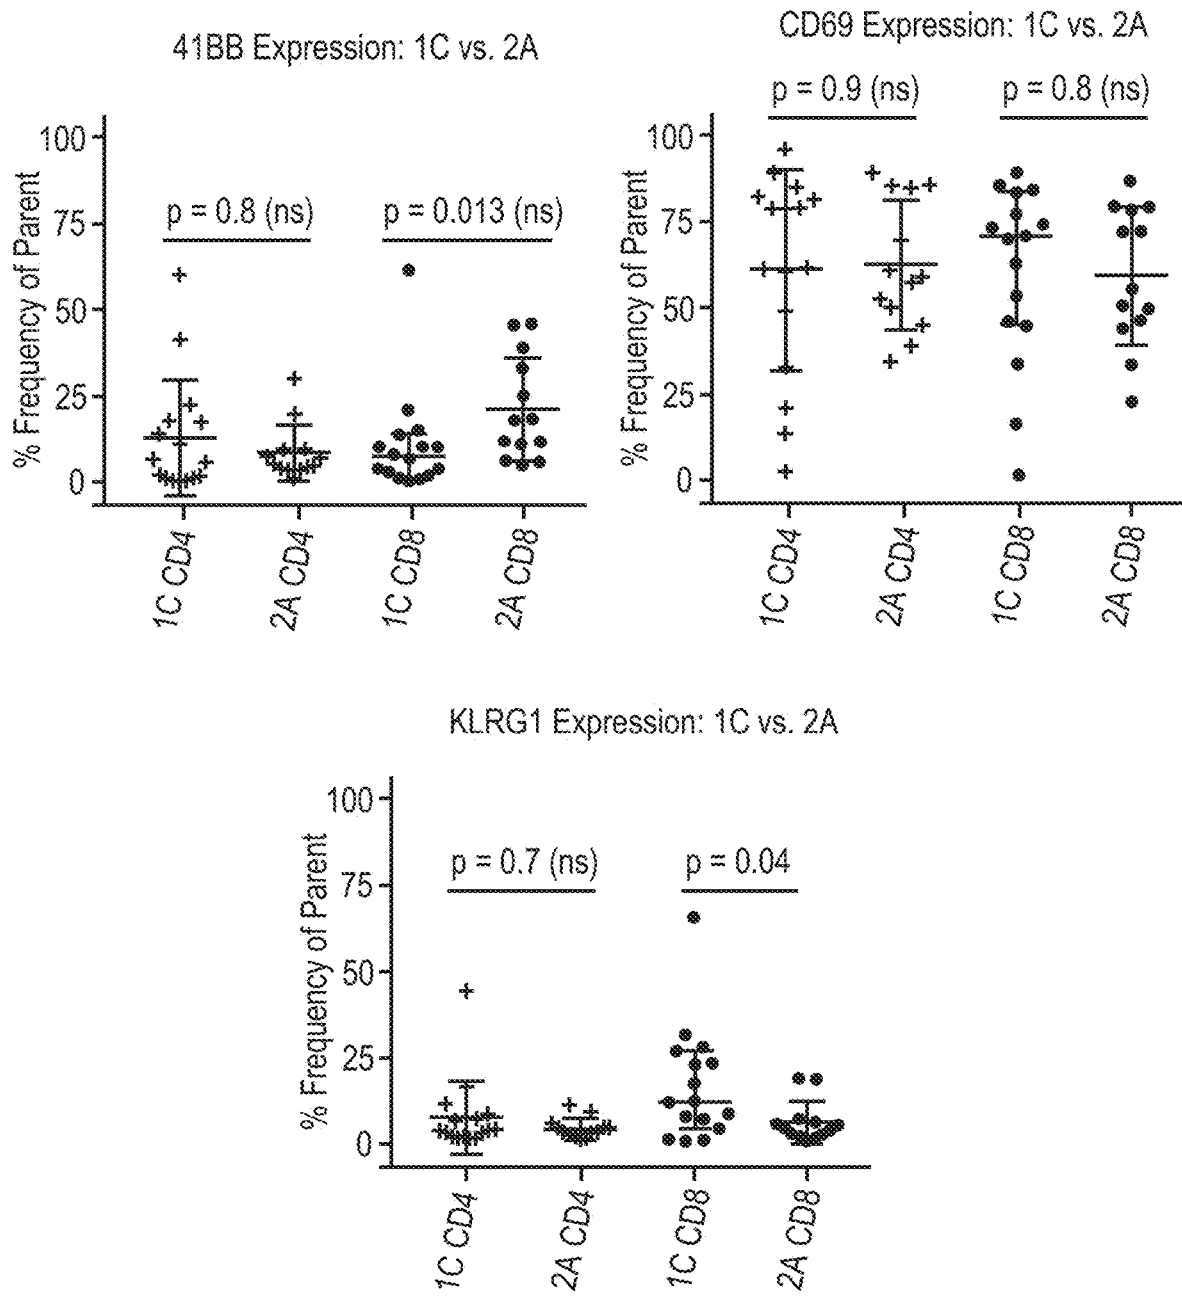 41BB Expression: 1C vs. 2A
% Frequency of Parent
100
75
50
25
0
p = 0.8 (ns)
p = 0.013 (ns)
1C CD4
2A CD4
1C CD8
2A CD8
CD69 Expression: 1C vs. 2A
% Frequency of Parent
100
75
50
25
0
p = 0.9 (ns)
p = 0.8 (ns)
1C CD4
2A CD4
1C CD8
2A CD8
KLRG1 Expression: 1C vs. 2A
% Frequency of Parent
100
75
50
25
0
p = 0.7 (ns)
p = 0.04
1C CD4
2A CD4
1C CD8
2A CD8